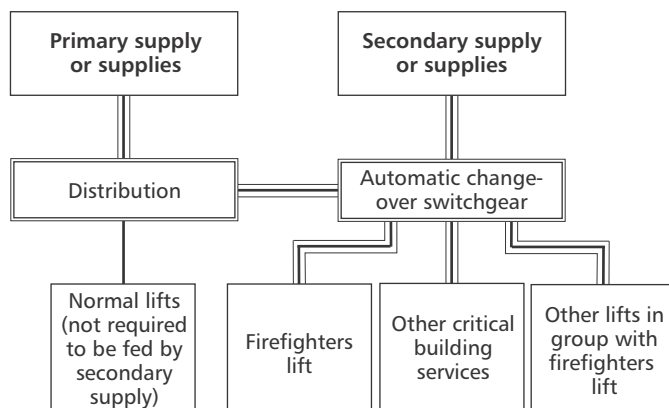 Primary supply
or supplies
Secondary supply
or supplies
Distribution
Automatic change-
over switchgear
Normal lifts
(not required
to be fed by
secondary
supply)
Firefighters
lift
Other critical
building
services
Other lifts in
group with
firefighters
lift